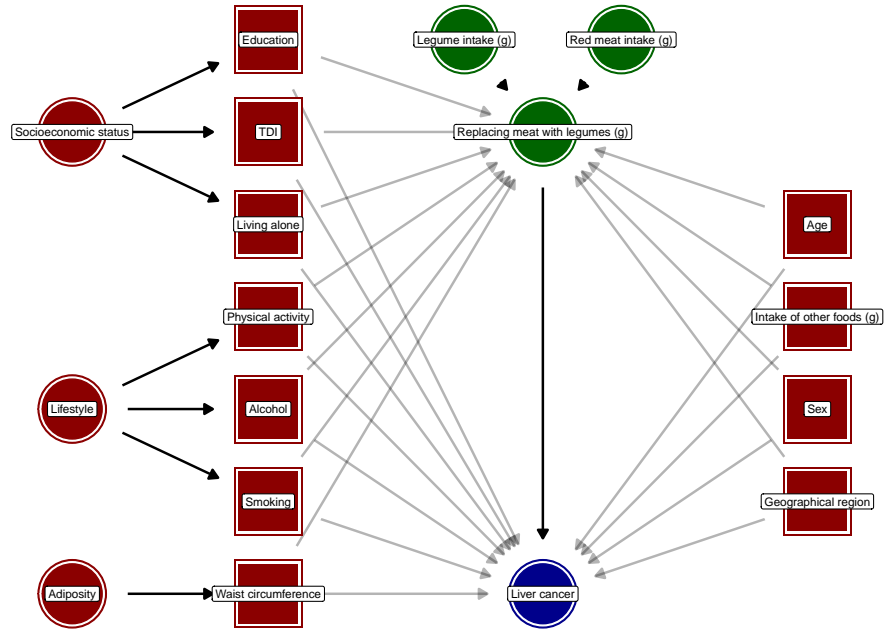 Education
Legume intake (g)
Red meat intake (g)
Socioeconomic status
TDI
Replacing meat with legumes (g)
Living alone
Age
Physical activity
Intake of other foods (g)
Lifestyle
Alcohol
Sex
Smoking
Geographical region
Adiposity
Waist circumference
Liver cancer